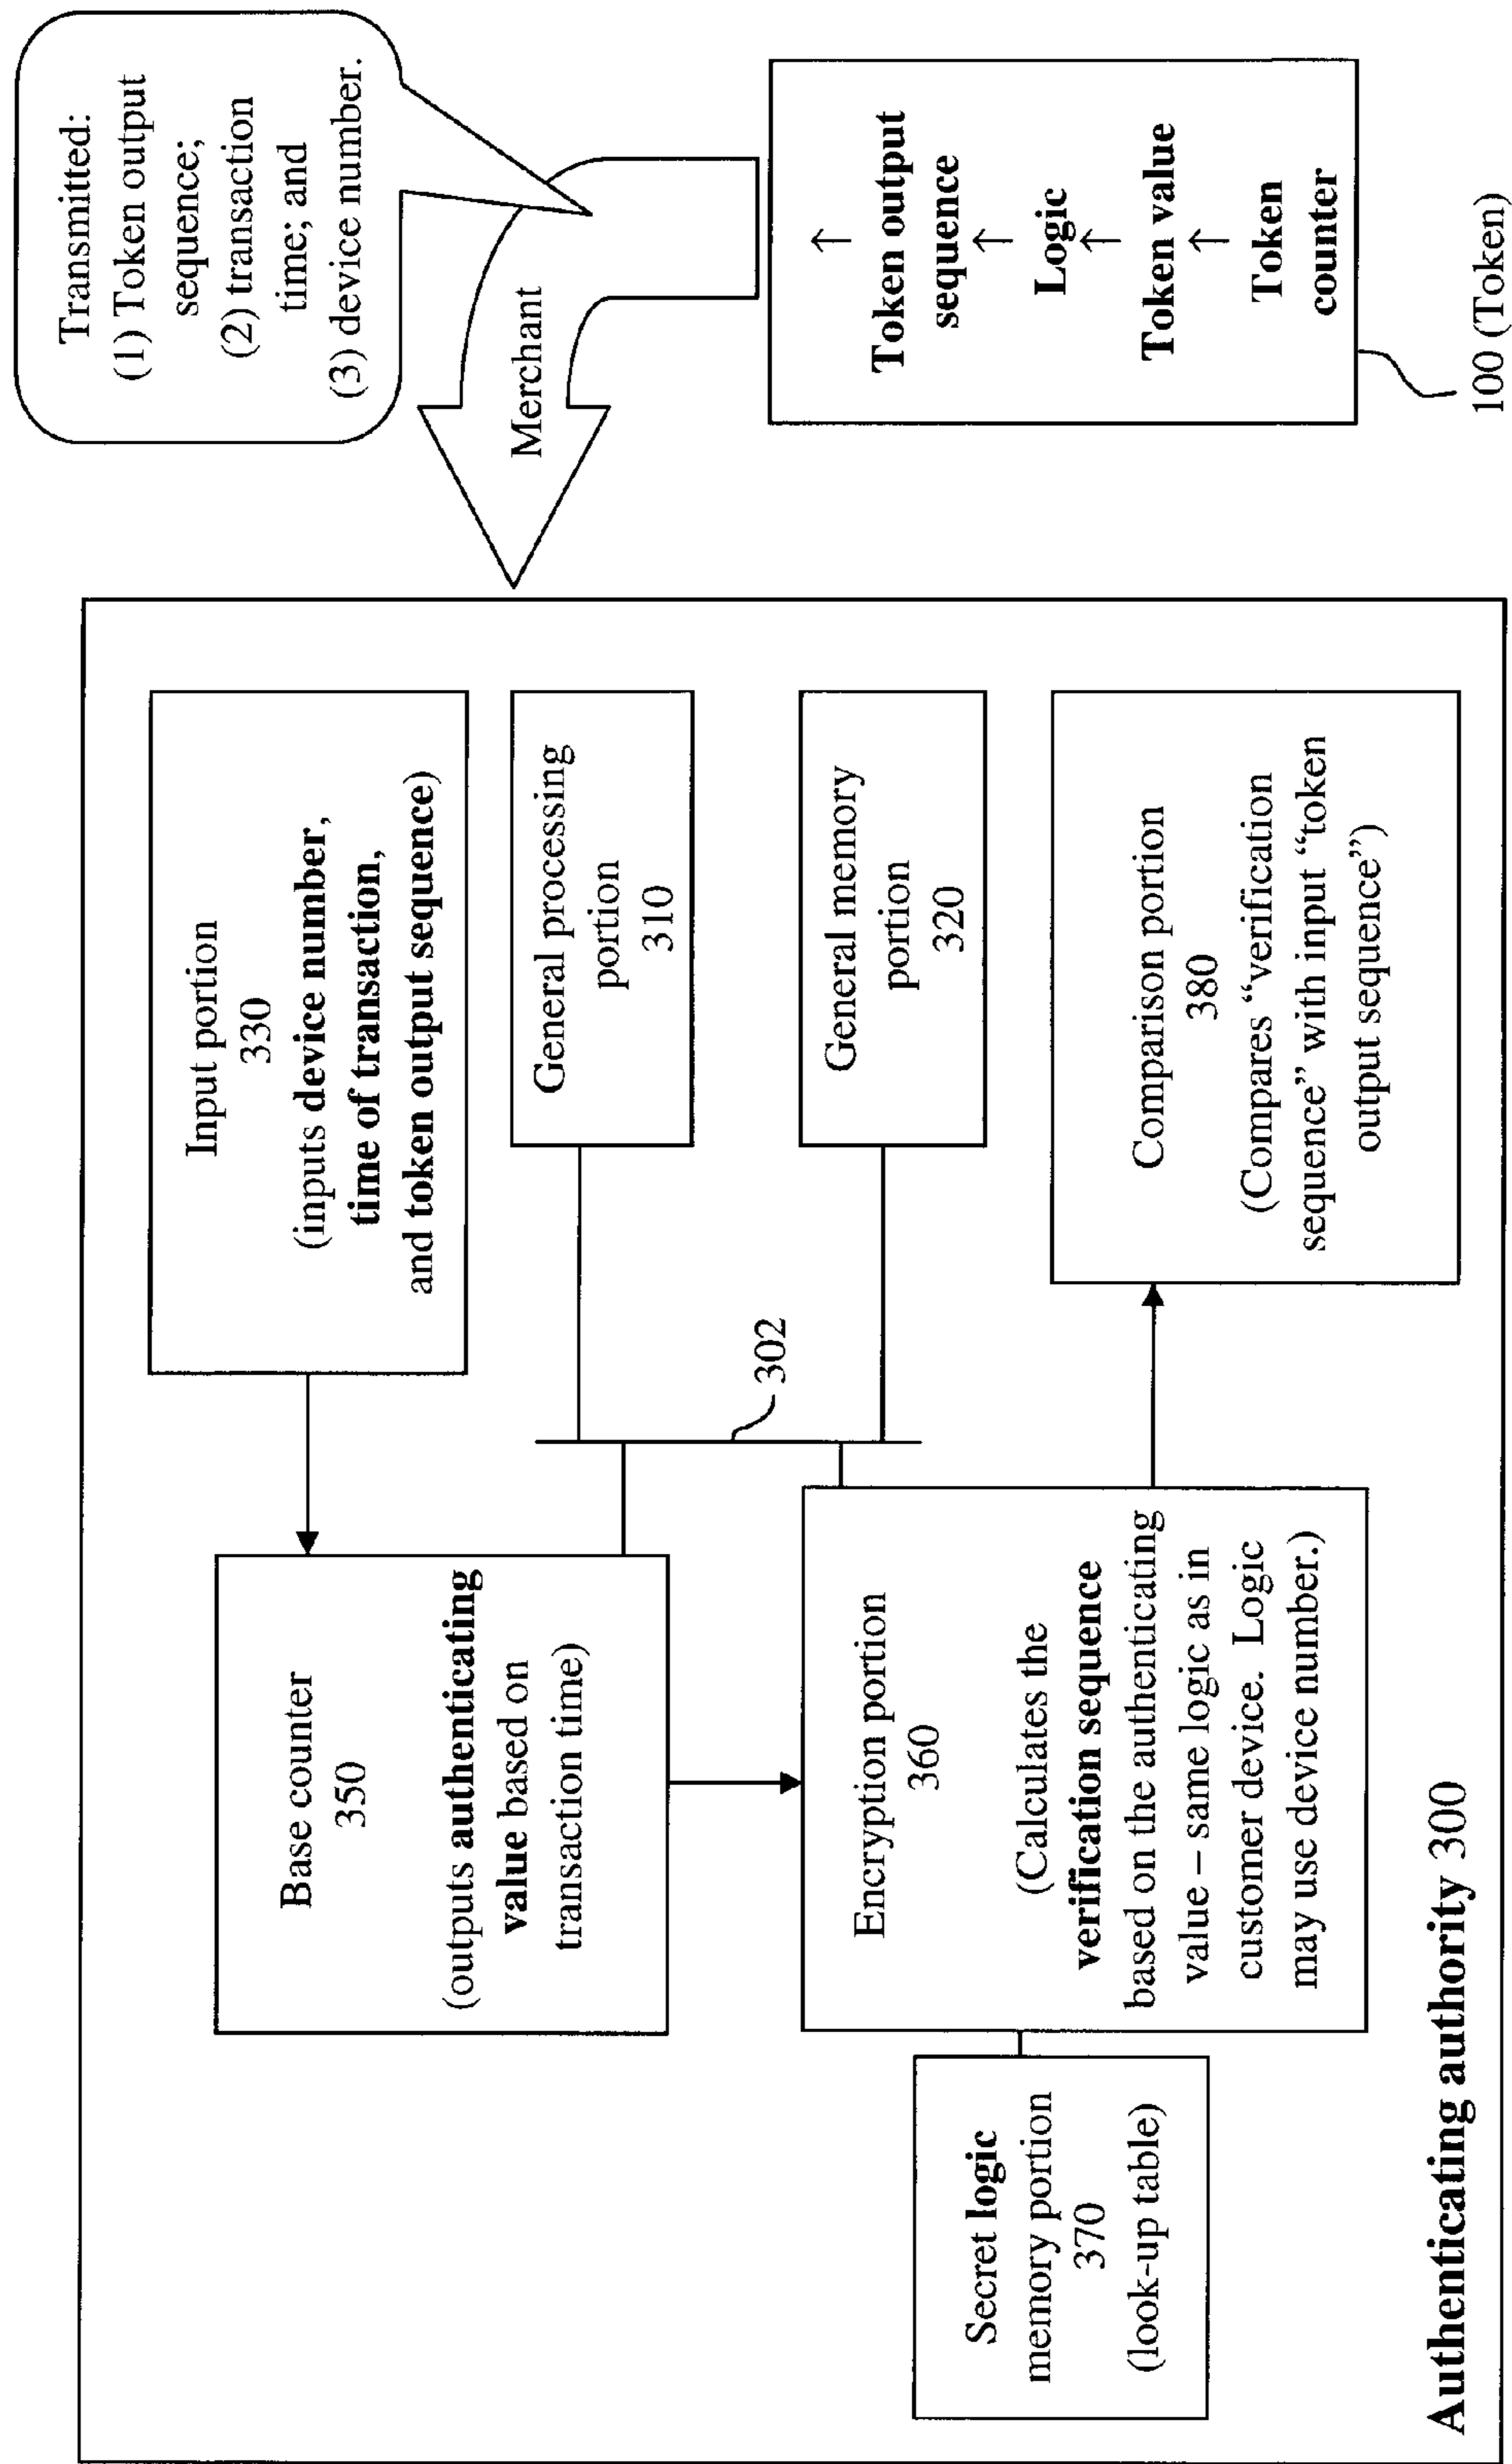 Transmitted:
(1) Token output
sequence;
(2) transaction
time; and
(3) device number.
Merchant
Token output
sequence
Logic
Token value
Token
counter
100 (Token)
Input portion
330
(inputs device number,
time of transaction,
and token output sequence)
General processing
portion
310
General memory
portion
320
Comparison portion
380
(Compares “verification
sequence” with input “token
output sequence”)
302
Base counter
350
(outputs authenticating
value based on
transaction time)
Encryption portion
360
(Calculates the
verification sequence
based on the authenticating
value – same logic as in
customer device. Logic
may use device number.)
Secret logic
memory portion
370
(look-up table)
Authenticating authority 300